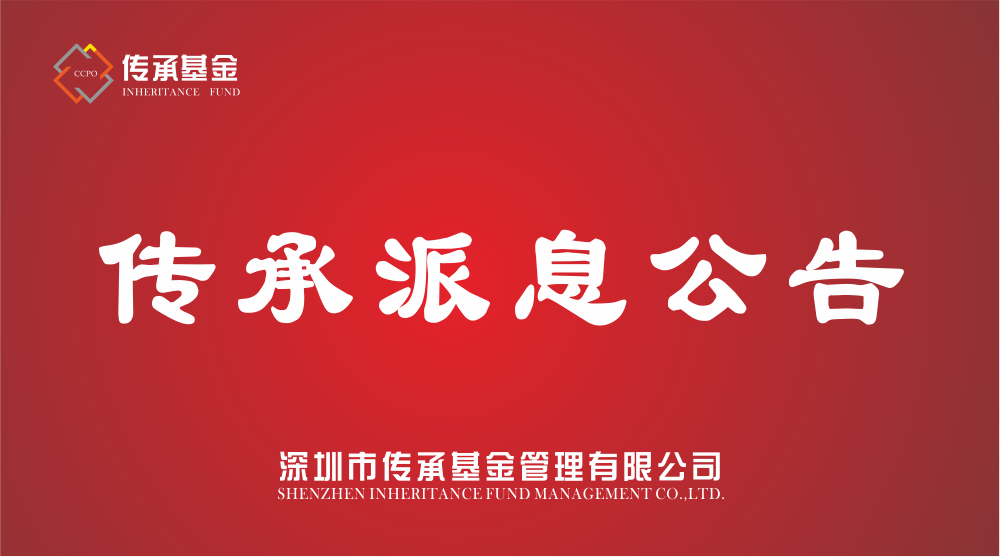 CCPO
传承基金
INHERITANCE FUND
传承派息公告
深圳市传承基金管理有限公司
SHENZHEN INHERITANCE FUND MANAGEMENT CO.,LTD.